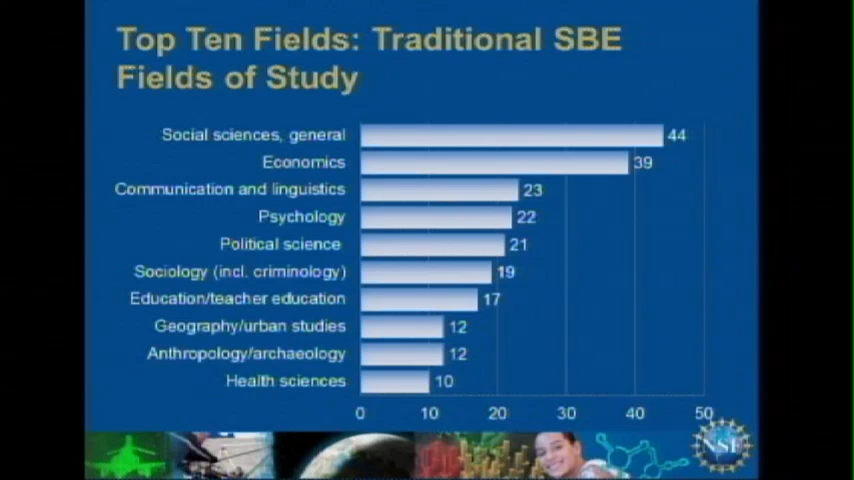 Top Ten Fields: Traditional SBE
Fields of Study
Social sciences, general 44
Economics 39
Communication and linguistics 23
Psychology 22
Political science 21
Sociology (incl. criminology) 19
Education/teacher education 17
Geography/urban studies 12
Anthropology/archaeology 12
Health sciences 10
0 10 20 30 40 50
NSF